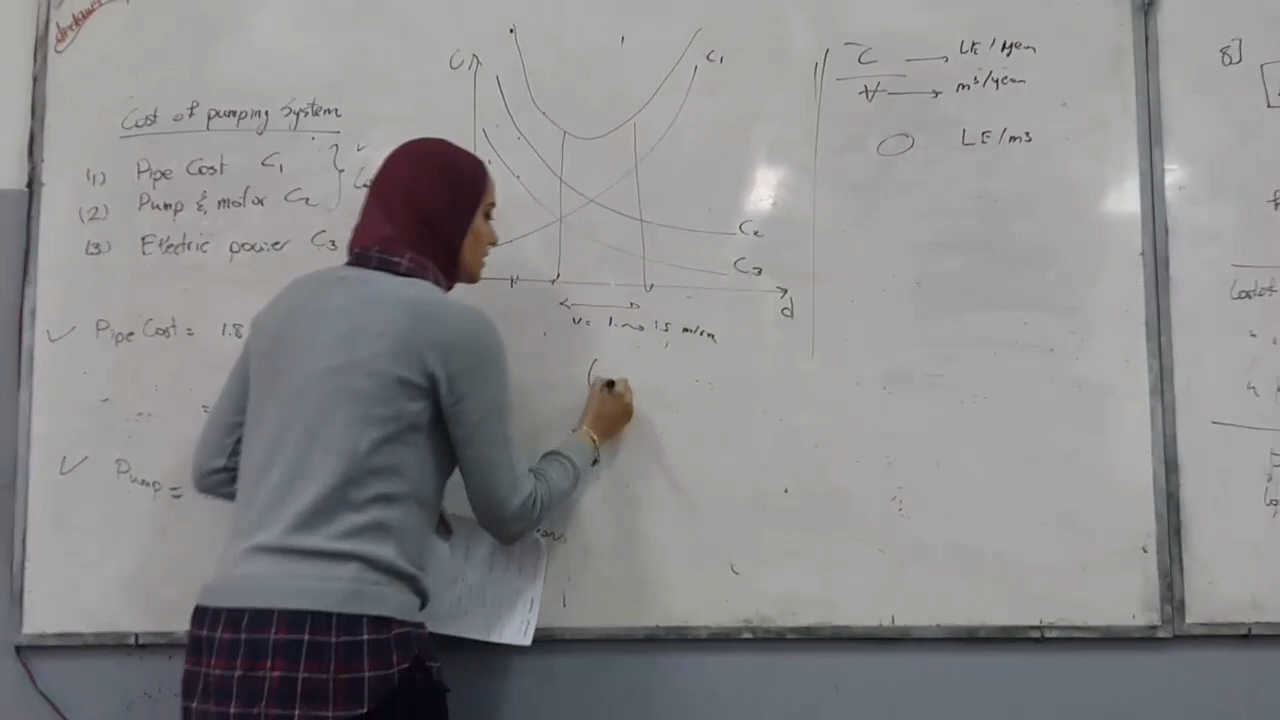 Cost of pumping System
(1) Pipe Cost C1
(2) Pump & motor C2
(3) Electric power C3
✓ Pipe Cost = 1.8
=
✓ Pump =
C
C1
C2
C3
d
v = 1 ~ 1.5 m/sec
(
C → LE / year
V → m³/year
LE/m3
8]